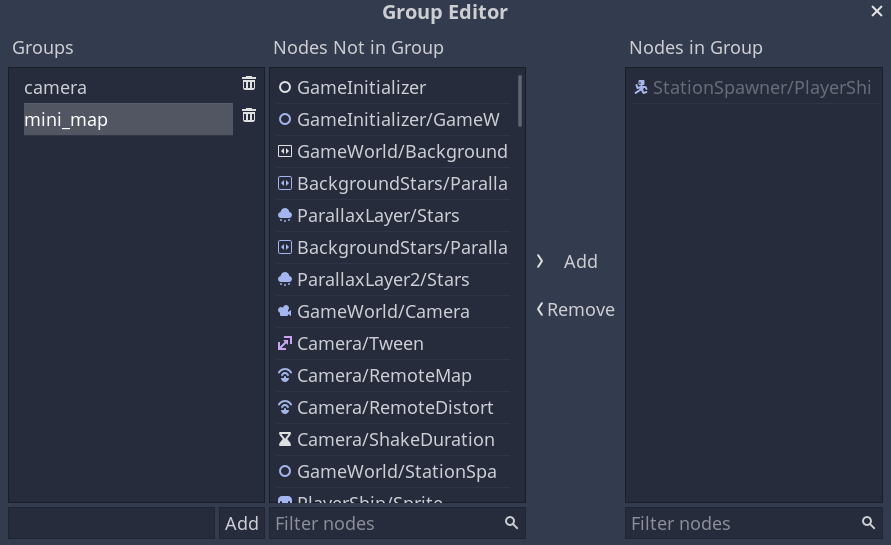 Group Editor
Groups
Nodes Not in Group
Nodes in Group
camera
mini_map
GameInitializer
GameInitializer/GameW
GameWorld/Background
BackgroundStars/Paralla
ParallaxLayer/Stars
BackgroundStars/Paralla
ParallaxLayer2/Stars
GameWorld/Camera
Camera/Tween
Camera/RemoteMap
Camera/RemoteDistort
Camera/ShakeDuration
GameWorld/StationSpa
PlayerShip/Sprite
StationSpawner/PlayerShi
Add
Remove
Add
Filter nodes
Filter nodes